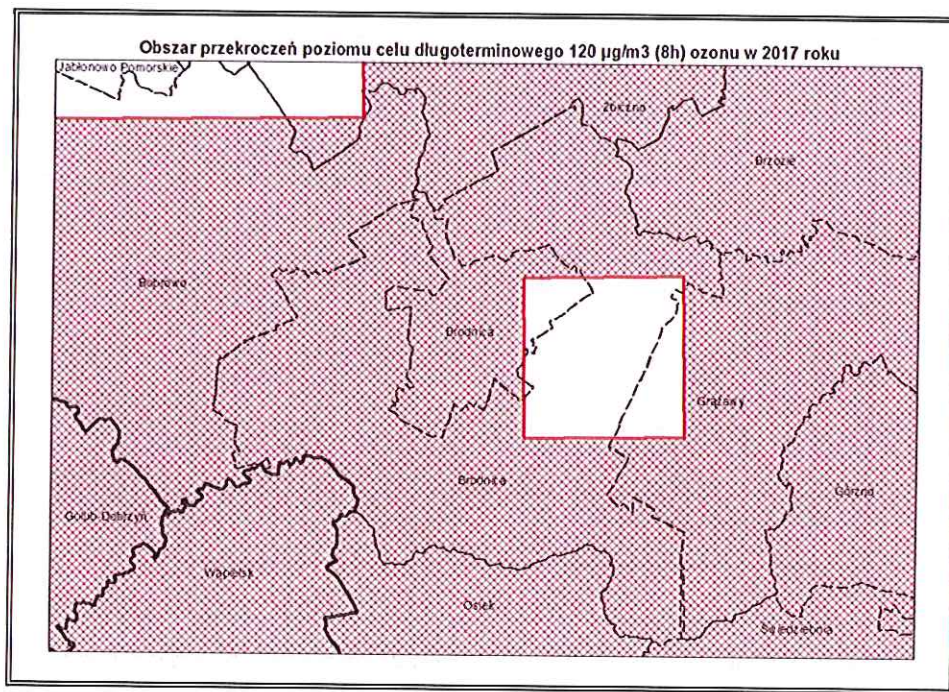 Obszar przekroczeń poziomu celu długoterminowego 120 µg/m3 (8h) ozonu w 2017 roku
Jabłonowo Pomorskie
Zbiczno
Brzozie
Bobrowo
Brodnica
Grążawy
Brodnica
Górzno
Golub-Dobrzyń
Wąpielsk
Osiek
Świedziebnia